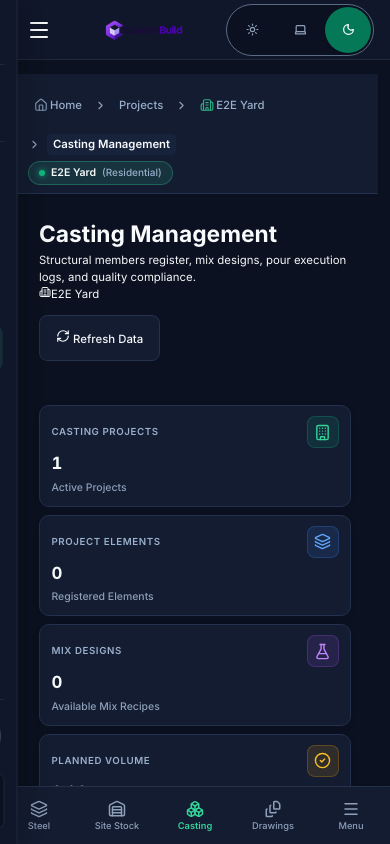 Build
Home
Projects
E2E Yard
Casting Management
E2E Yard (Residential)
Casting Management
Structural members register, mix designs, pour execution
logs, and quality compliance.
E2E Yard
Refresh Data
CASTING PROJECTS
1
Active Projects
PROJECT ELEMENTS
0
Registered Elements
MIX DESIGNS
0
Available Mix Recipes
PLANNED VOLUME
Steel
Site Stock
Casting
Drawings
Menu